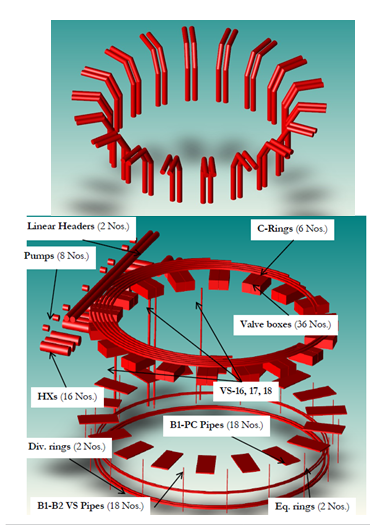 Linear Headers (2 Nos.)
C-Rings (6 Nos.)
Pumps (8 Nos.)
Valve boxes (36 Nos.)
HXs (16 Nos.)
VS-16, 17, 18
B1-PC Pipes (18 Nos.)
Div. rings (2 Nos.)
B1-B2 VS Pipes (18 Nos.)
Eq. rings (2 Nos.)